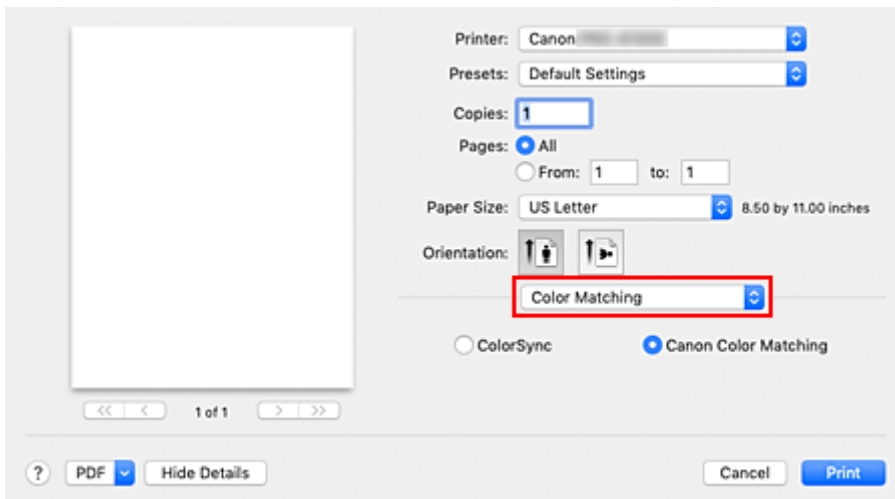 Printer: Canon
Presets: Default Settings
Copies: 1
Pages: All
From: 1 to: 1
Paper Size: US Letter 8.50 by 11.00 inches
Orientation:
Color Matching
ColorSync Canon Color Matching
<< < 1 of 1 > >>
? PDF Hide Details Cancel Print